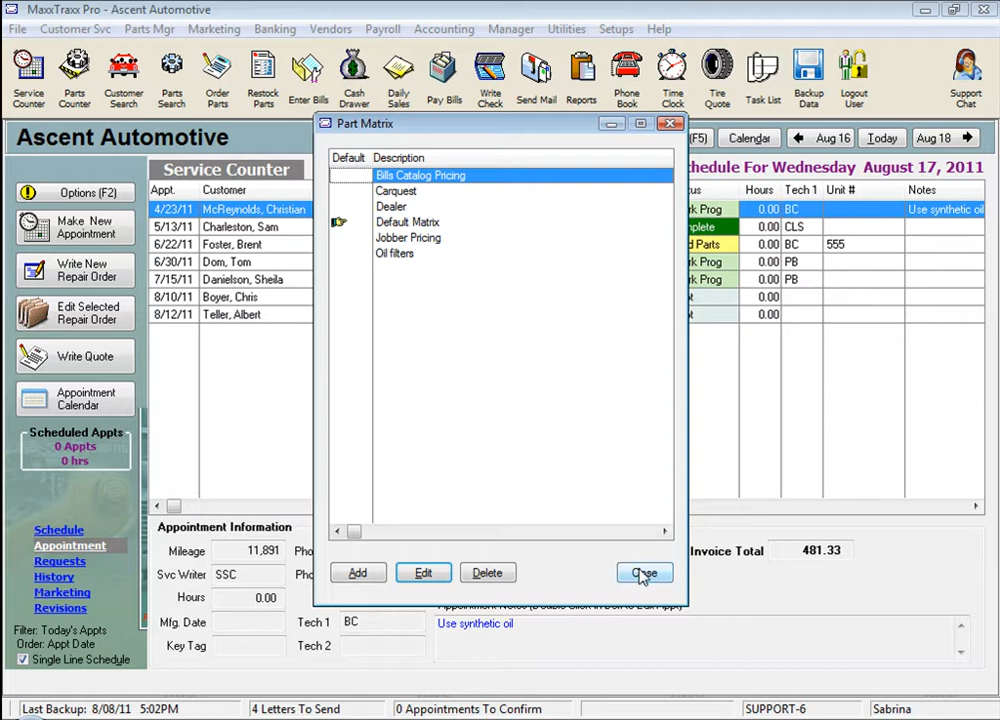 MaxxTraxx Pro - Ascent Automotive
File Customer Svc Parts Mgr Marketing Banking Vendors Payroll Accounting Manager Utilities Setups Help
Service Counter
Parts Counter
Customer Search
Parts Search
Order Parts
Restock Parts
Enter Bills
Cash Drawer
Daily Sales
Pay Bills
Write Check
Send Mail
Reports
Phone Book
Time Clock
Tire Quote
Task List
Backup Data
Logout User
Support Chat
Ascent Automotive
(F5) Calendar Aug 16 Today Aug 18
Service Counter
hedule For Wednesday August 17, 2011
Options (F2)
Make New Appointment
Write New Repair Order
Edit Selected Repair Order
Write Quote
Appointment Calendar
Scheduled Appts
0 Appts
0 hrs
Schedule
Appointment
Requests
History
Marketing
Revisions
Filter: Today's Appts
Order: Appt Date
Single Line Schedule
Appt. Customer
4/23/11 McReynolds, Christian
5/13/11 Charleston, Sam
6/22/11 Foster, Brent
6/30/11 Dom, Tom
7/15/11 Danielson, Sheila
8/10/11 Boyer, Chris
8/12/11 Teller, Albert
Part Matrix
Default Description
Bills Catalog Pricing
Carquest
Dealer
Default Matrix
Jobber Pricing
Oil filters
Add Edit Delete Close
tus Hours Tech 1 Unit # Notes
rk Prog 0.00 BC Use synthetic oil
nplete 0.00 CLS
d Parts 0.00 BC 555
rk Prog 0.00 PB
rk Prog 0.00 PB
t 0.00
t 0.00
Appointment Information
Mileage 11,891 Pho
Svc Writer SSC Pho
Hours 0.00
Mfg. Date Tech 1 BC
Key Tag Tech 2
Invoice Total 481.33
Use synthetic oil
Last Backup: 8/08/11 5:02PM 4 Letters To Send 0 Appointments To Confirm SUPPORT-6 Sabrina